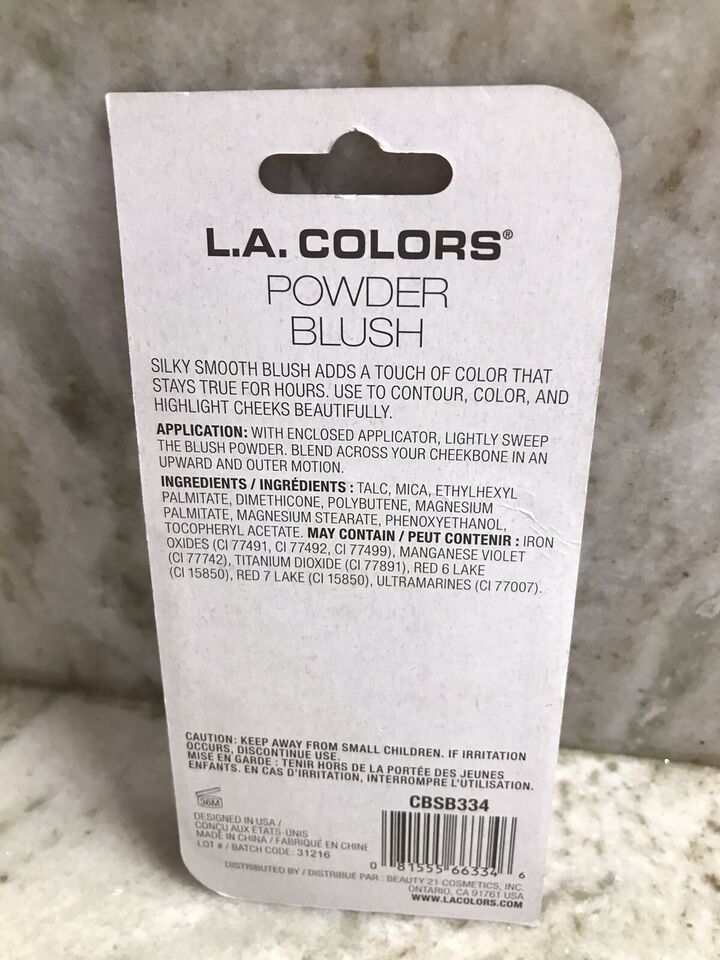 L.A. COLORS®
POWDER
BLUSH
SILKY SMOOTH BLUSH ADDS A TOUCH OF COLOR THAT
STAYS TRUE FOR HOURS. USE TO CONTOUR, COLOR, AND
HIGHLIGHT CHEEKS BEAUTIFULLY.
APPLICATION: WITH ENCLOSED APPLICATOR, LIGHTLY SWEEP
THE BLUSH POWDER. BLEND ACROSS YOUR CHEEKBONE IN AN
UPWARD AND OUTER MOTION.
INGREDIENTS / INGRÉDIENTS : TALC, MICA, ETHYLHEXYL
PALMITATE, DIMETHICONE, POLYBUTENE, MAGNESIUM
PALMITATE, MAGNESIUM STEARATE, PHENOXYETHANOL,
TOCOPHERYL ACETATE. MAY CONTAIN / PEUT CONTENIR : IRON
OXIDES (CI 77491, CI 77492, CI 77499), MANGANESE VIOLET
(CI 77742), TITANIUM DIOXIDE (CI 77891), RED 6 LAKE
(CI 15850), RED 7 LAKE (CI 15850), ULTRAMARINES (CI 77007).
CAUTION: KEEP AWAY FROM SMALL CHILDREN. IF IRRITATION
OCCURS, DISCONTINUE USE.
MISE EN GARDE : TENIR HORS DE LA PORTÉE DES JEUNES
ENFANTS. EN CAS D'IRRITATION, INTERROMPRE L'UTILISATION.
36M
CBSB334
DESIGNED IN USA /
CONÇU AUX ÉTATS-UNIS
MADE IN CHINA / FABRIQUÉ EN CHINE
LOT # / BATCH CODE: 31216
0 81555 66334 6
DISTRIBUTED BY / DISTRIBUÉ PAR : BEAUTY 21 COSMETICS, INC.
ONTARIO, CA 91761 USA
WWW.LACOLORS.COM